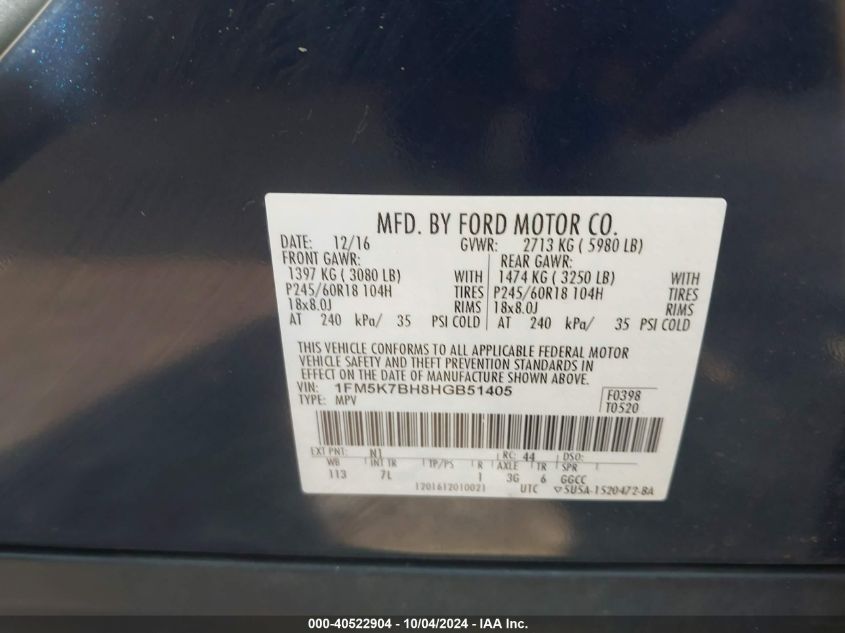 MFD. BY FORD MOTOR CO.
DATE: 12/16 GVWR: 2713 KG ( 5980 LB)
FRONT GAWR: REAR GAWR:
1397 KG ( 3080 LB) WITH 1474 KG ( 3250 LB) WITH
P245/60R18 104H TIRES P245/60R18 104H TIRES
18x8.0J RIMS 18x8.0J RIMS
AT 240 kPa/ 35 PSI COLD AT 240 kPa/ 35 PSI COLD
THIS VEHICLE CONFORMS TO ALL APPLICABLE FEDERAL MOTOR
VEHICLE SAFETY AND THEFT PREVENTION STANDARDS IN
EFFECT ON THE DATE OF MANUFACTURE SHOWN ABOVE.
VIN: 1FM5K7BH8HGB51405 F0398
TYPE: MPV T0520
EXT PNT: N1 RC: 44 DSO:
WB INT TR TP/PS R AXLE TR SPR
113 7L 1 3G 6 GGCC
1201612010021 UTC ▽5U5A-1520472-BA
000-40522904 - 10/04/2024 - IAA Inc.